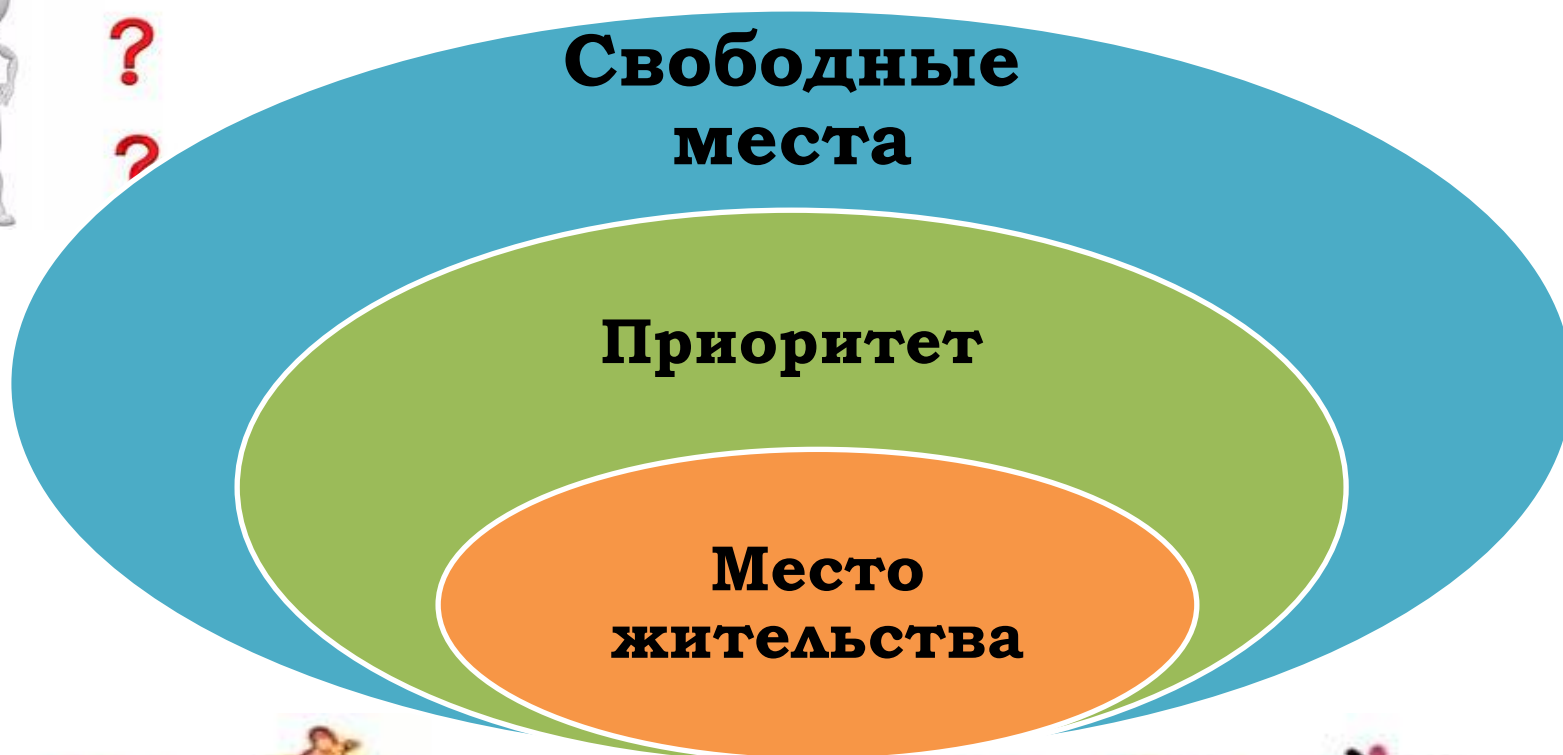 ?
?
Свободные
места
Приоритет
Место
жительства